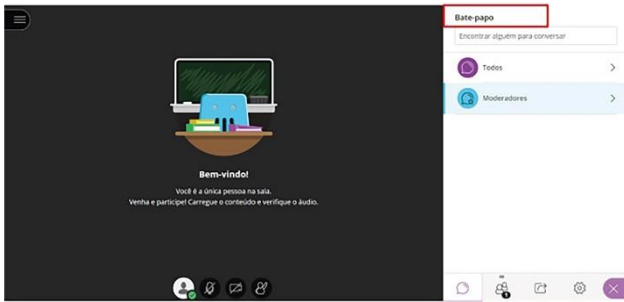 Bate-papo
Encontrar alguém para conversar
Todos
Moderadores
Bem-vindo!
Você é a única pessoa na sala.
Venha e participe! Carregue o conteúdo e verifique o áudio.
1